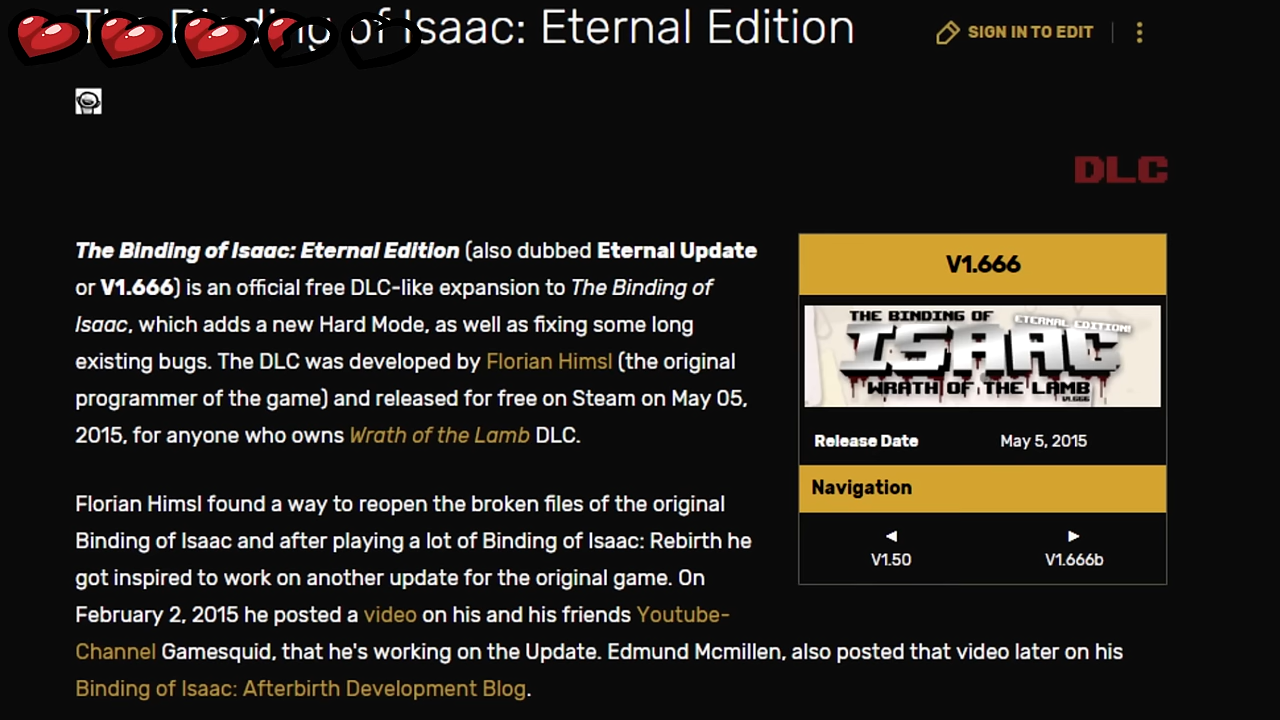 The Binding of Isaac: Eternal Edition
SIGN IN TO EDIT
DLC
The Binding of Isaac: Eternal Edition (also dubbed Eternal Update
or V1.666) is an official free DLC-like expansion to The Binding of
Isaac, which adds a new Hard Mode, as well as fixing some long
existing bugs. The DLC was developed by Florian Himsl (the original
programmer of the game) and released for free on Steam on May 05,
2015, for anyone who owns Wrath of the Lamb DLC.
Florian Himsl found a way to reopen the broken files of the original
Binding of Isaac and after playing a lot of Binding of Isaac: Rebirth he
got inspired to work on another update for the original game. On
February 2, 2015 he posted a video on his and his friends Youtube-
Channel Gamesquid, that he's working on the Update. Edmund Mcmillen, also posted that video later on his
Binding of Isaac: Afterbirth Development Blog.
V1.666
THE BINDING OF
ETERNAL EDITION!
ISAAC
WRATH OF THE LAMB
V1.666
Release Date May 5, 2015
Navigation
◄ ►
V1.50 V1.666b